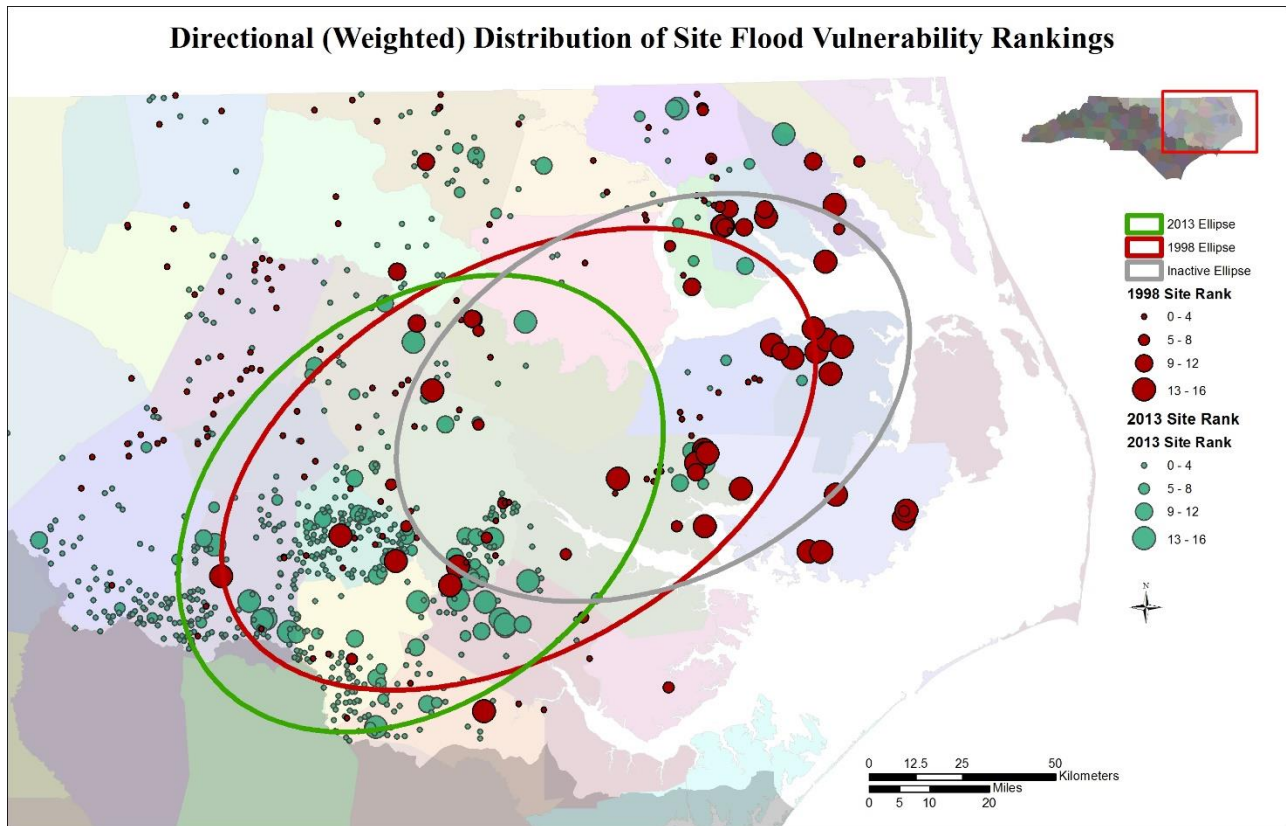 Directional (Weighted) Distribution of Site Flood Vulnerability Rankings
2013 Ellipse
1998 Ellipse
Inactive Ellipse
1998 Site Rank
0 - 4
5 - 8
9 - 12
13 - 16
2013 Site Rank
2013 Site Rank
0 - 4
5 - 8
9 - 12
13 - 16
N
0 12.5 25 50
Kilometers
Miles
0 5 10 20